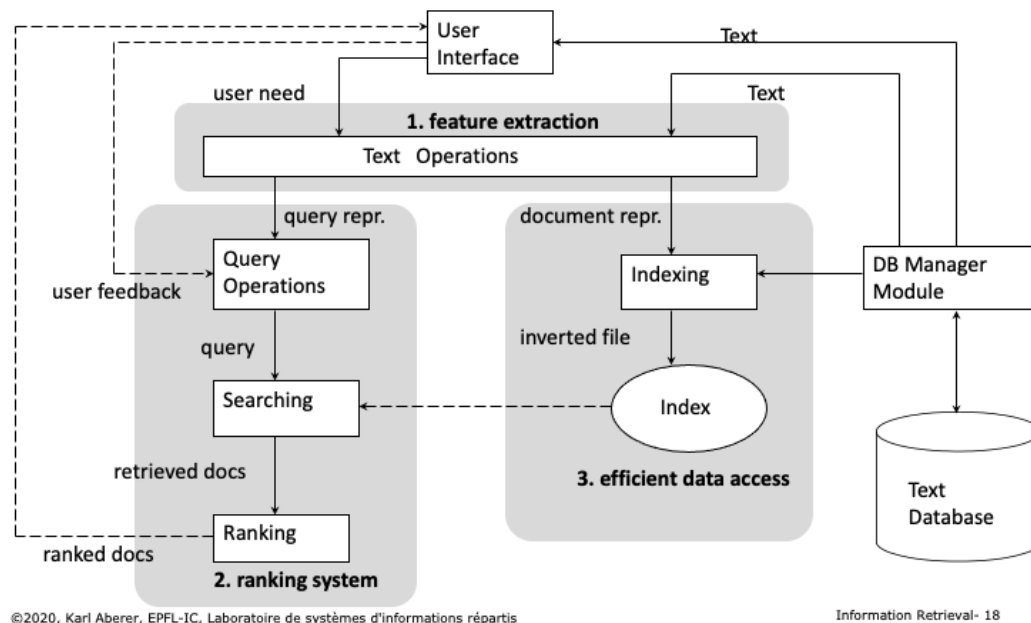 User
Interface
Text
user need
Text
1. feature extraction
Text Operations
query repr.
document repr.
Query
Operations
Indexing
DB Manager
Module
user feedback
query
inverted file
Searching
Index
retrieved docs
3. efficient data access
Text
Database
Ranking
ranked docs
2. ranking system
©2020, Karl Aberer, EPFL-IC, Laboratoire de systèmes d'informations répartis
Information Retrieval- 18